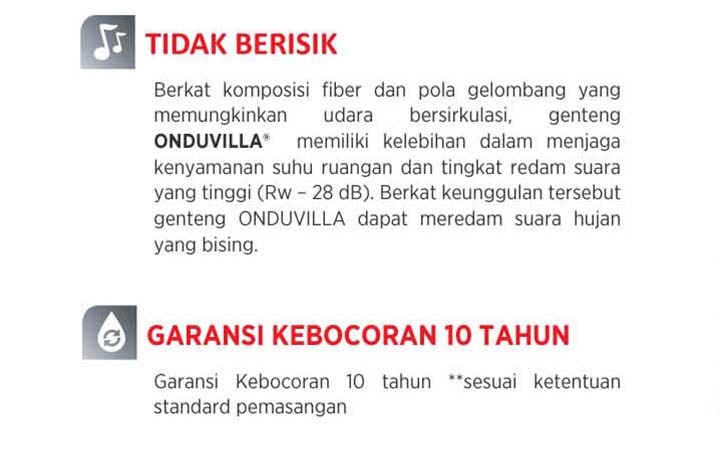 TIDAK BERISIK
Berkat komposisi fiber dan pola gelombang yang
memungkinkan udara bersirkulasi, genteng
ONDUVILLA® memiliki kelebihan dalam menjaga
kenyamanan suhu ruangan dan tingkat redam suara
yang tinggi (Rw – 28 dB). Berkat keunggulan tersebut
genteng ONDUVILLA dapat meredam suara hujan
yang bising.
GARANSI KEBOCORAN 10 TAHUN
Garansi Kebocoran 10 tahun **sesuai ketentuan
standard pemasangan